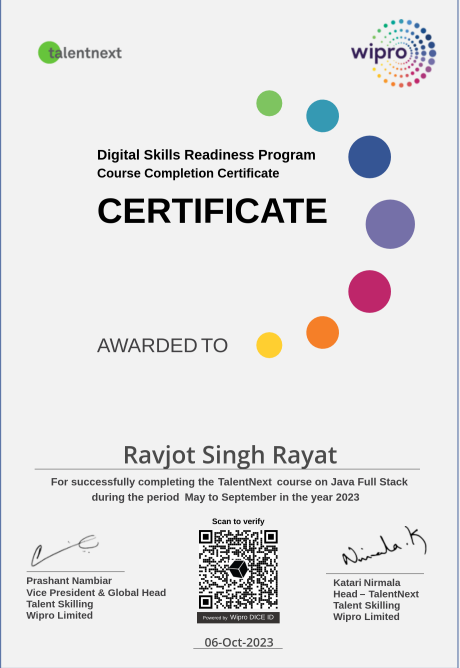 talentnext
wipro
Digital Skills Readiness Program
Course Completion Certificate
CERTIFICATE
AWARDED TO
Ravjot Singh Rayat
For successfully completing the TalentNext course on Java Full Stack
during the period May to September in the year 2023
Scan to verify
Nirmala.K
Prashant Nambiar
Vice President & Global Head
Talent Skilling
Wipro Limited
Powered by Wipro DICE ID
Katari Nirmala
Head – TalentNext
Talent Skilling
Wipro Limited
06-Oct-2023